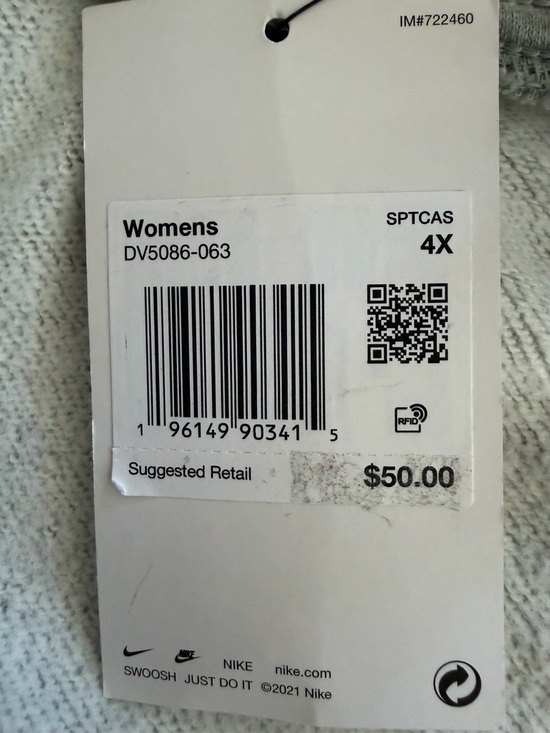 IM#722460
Womens
DV5086-063
SPTCAS
4X
1 96149 90341 5
RFID
Suggested Retail
$50.00
NIKE nike.com
SWOOSH JUST DO IT ©2021 Nike